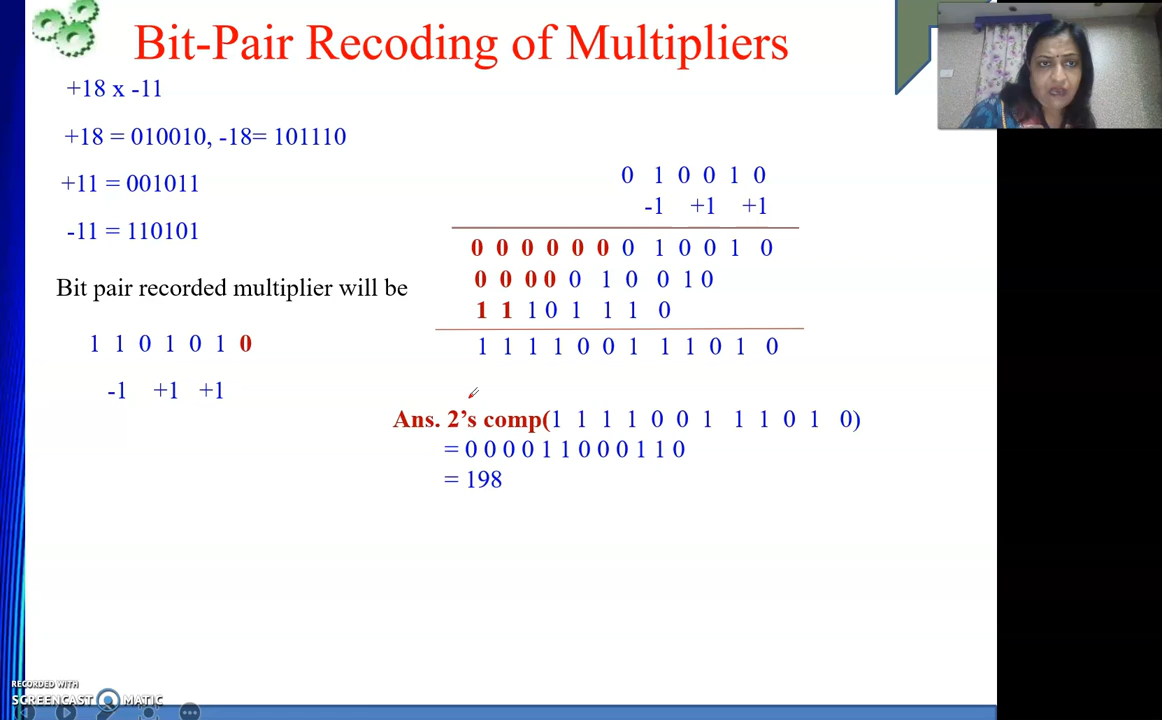 Bit-Pair Recoding of Multipliers
+18 x -11
+18 = 010010, -18= 101110
+11 = 001011
-11 = 110101
Bit pair recorded multiplier will be
1 1 0 1 0 1 0
-1 +1 +1
0 1 0 0 1 0
-1 +1 +1
0 0 0 0 0 0 0 1 0 0 1 0
0 0 0 0 0 1 0 0 1 0
1 1 1 0 1 1 1 0
1 1 1 1 0 0 1 1 1 0 1 0
Ans. 2's comp(1 1 1 1 0 0 1 1 1 0 1 0)
= 0 0 0 0 1 1 0 0 0 1 1 0
= 198
RECORDED WITH
SCREENCAST MATIC